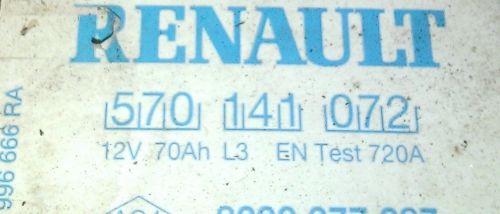 RENAULT
570 141 072
12V 70Ah L3 EN Test 720A
996 666 RA